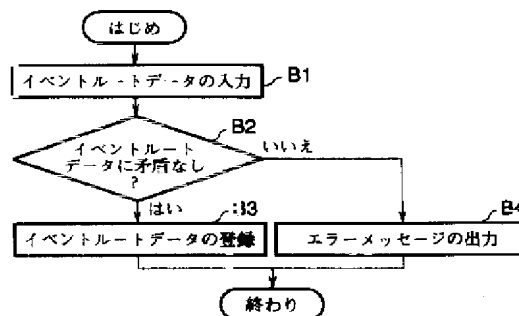 はじめ
イベントルートデータの入力
B1
B2
イベントルート
データに矛盾なし
?
いいえ
はい
B3
イベントルートデータの登録
B4
エラーメッセージの出力
終わり